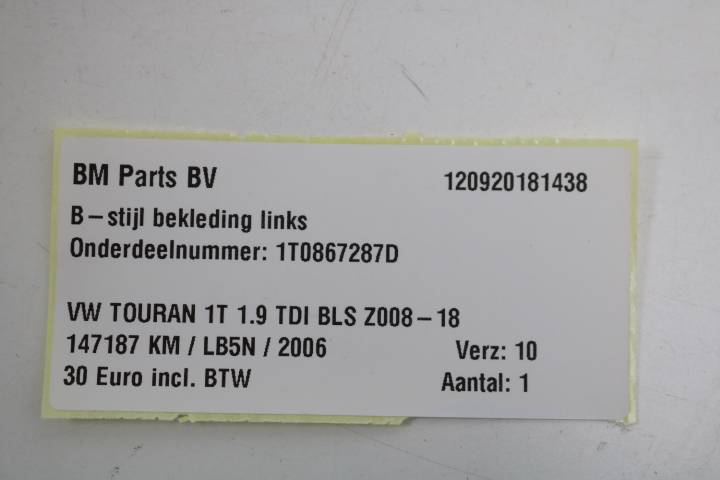 BM Parts BV 120920181438
B-stijl bekleding links
Onderdeelnummer: 1T0867287D
VW TOURAN 1T 1.9 TDI BLS Z008-18
147187 KM / LB5N / 2006 Verz: 10
30 Euro incl. BTW Aantal: 1